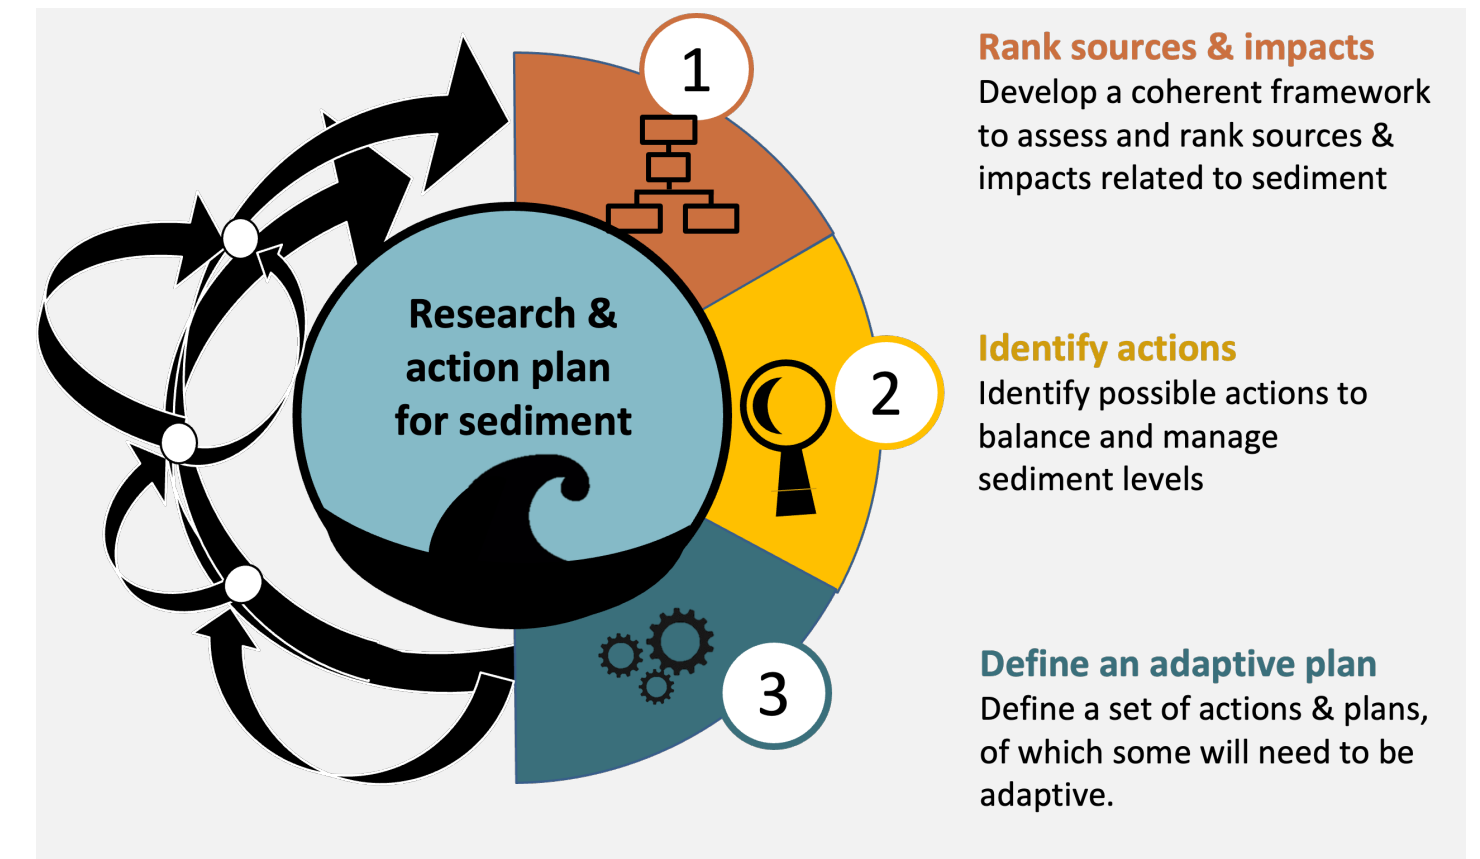 Research &
action plan
for sediment
1
Rank sources & impacts
Develop a coherent framework
to assess and rank sources &
impacts related to sediment
2
Identify actions
Identify possible actions to
balance and manage
sediment levels
3
Define an adaptive plan
Define a set of actions & plans,
of which some will need to be
adaptive.